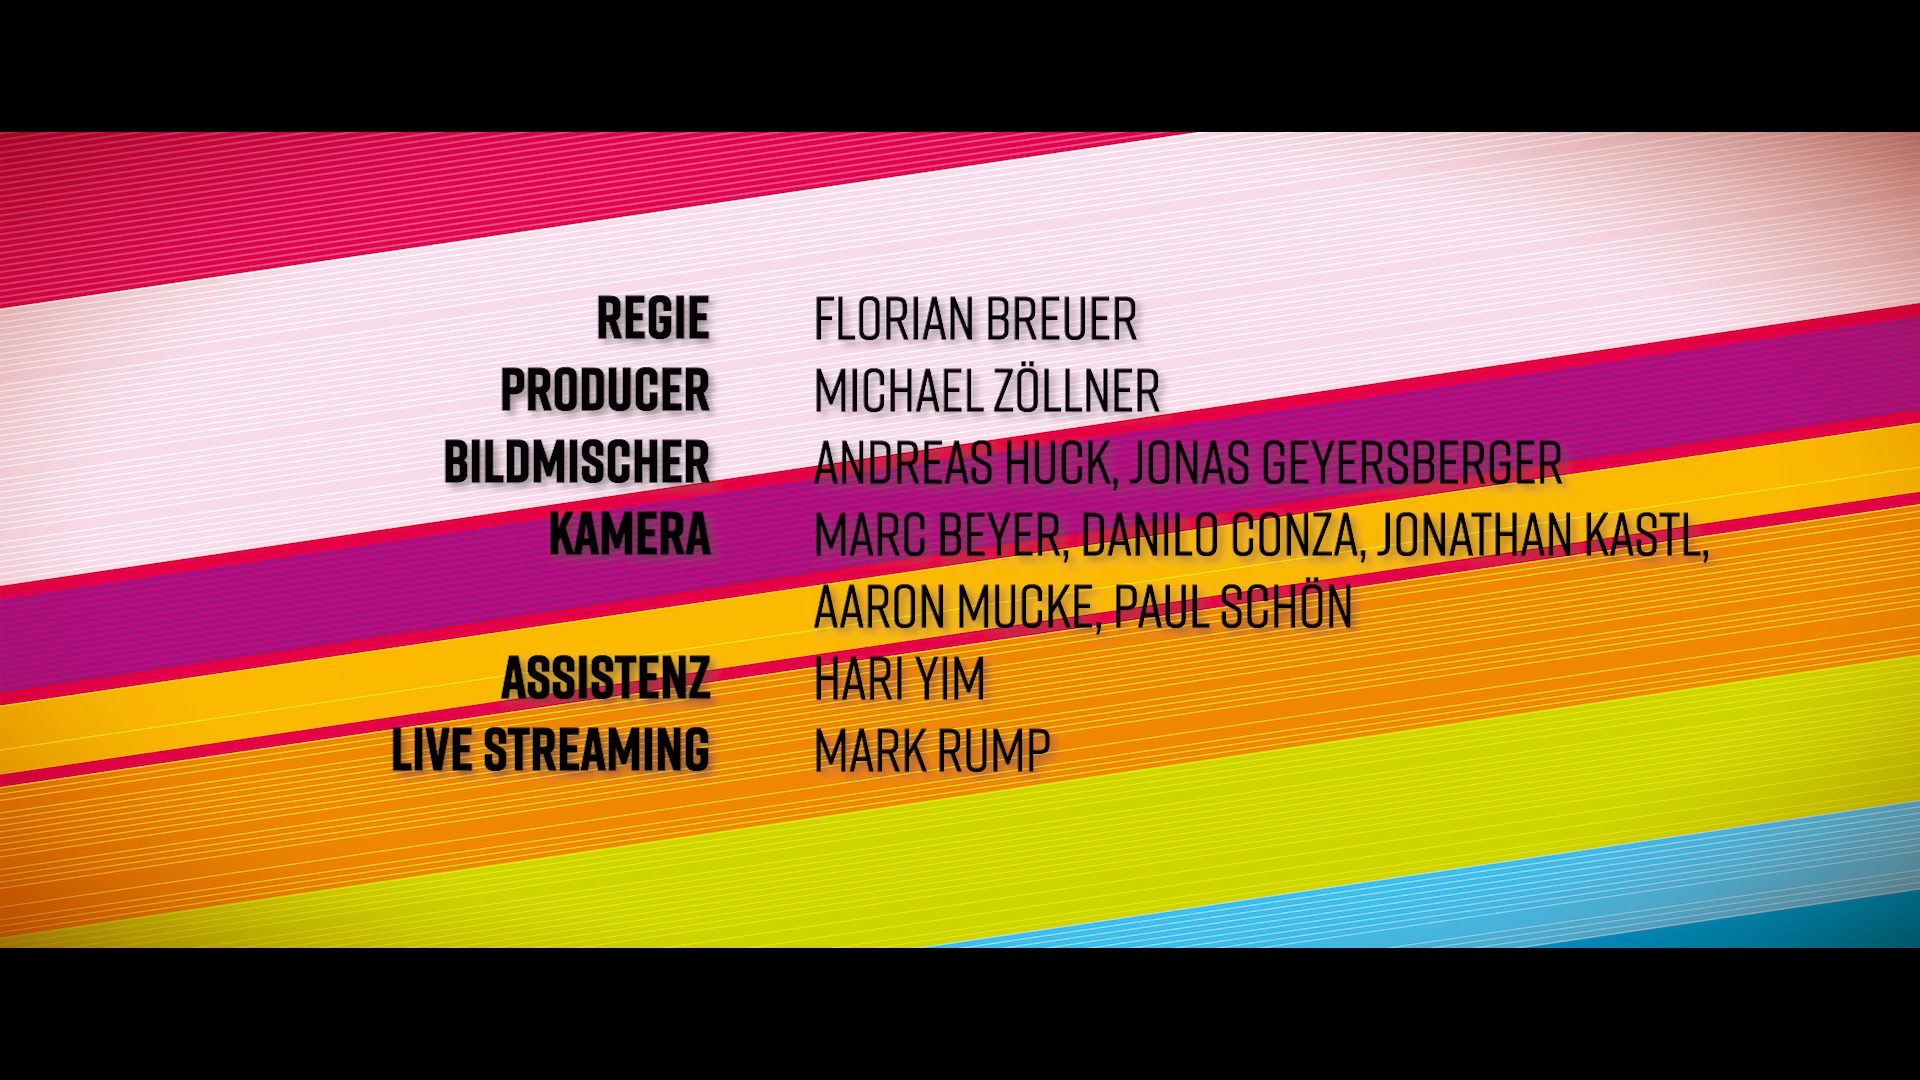 REGIE FLORIAN BREUER
PRODUCER MICHAEL ZÖLLNER
BILDMISCHER ANDREAS HUCK, JONAS GEYERSBERGER
KAMERA MARC BEYER, DANILO CONZA, JONATHAN KASTL,
AARON MUCKE, PAUL SCHÖN
ASSISTENZ HARI YIM
LIVE STREAMING MARK RUMP